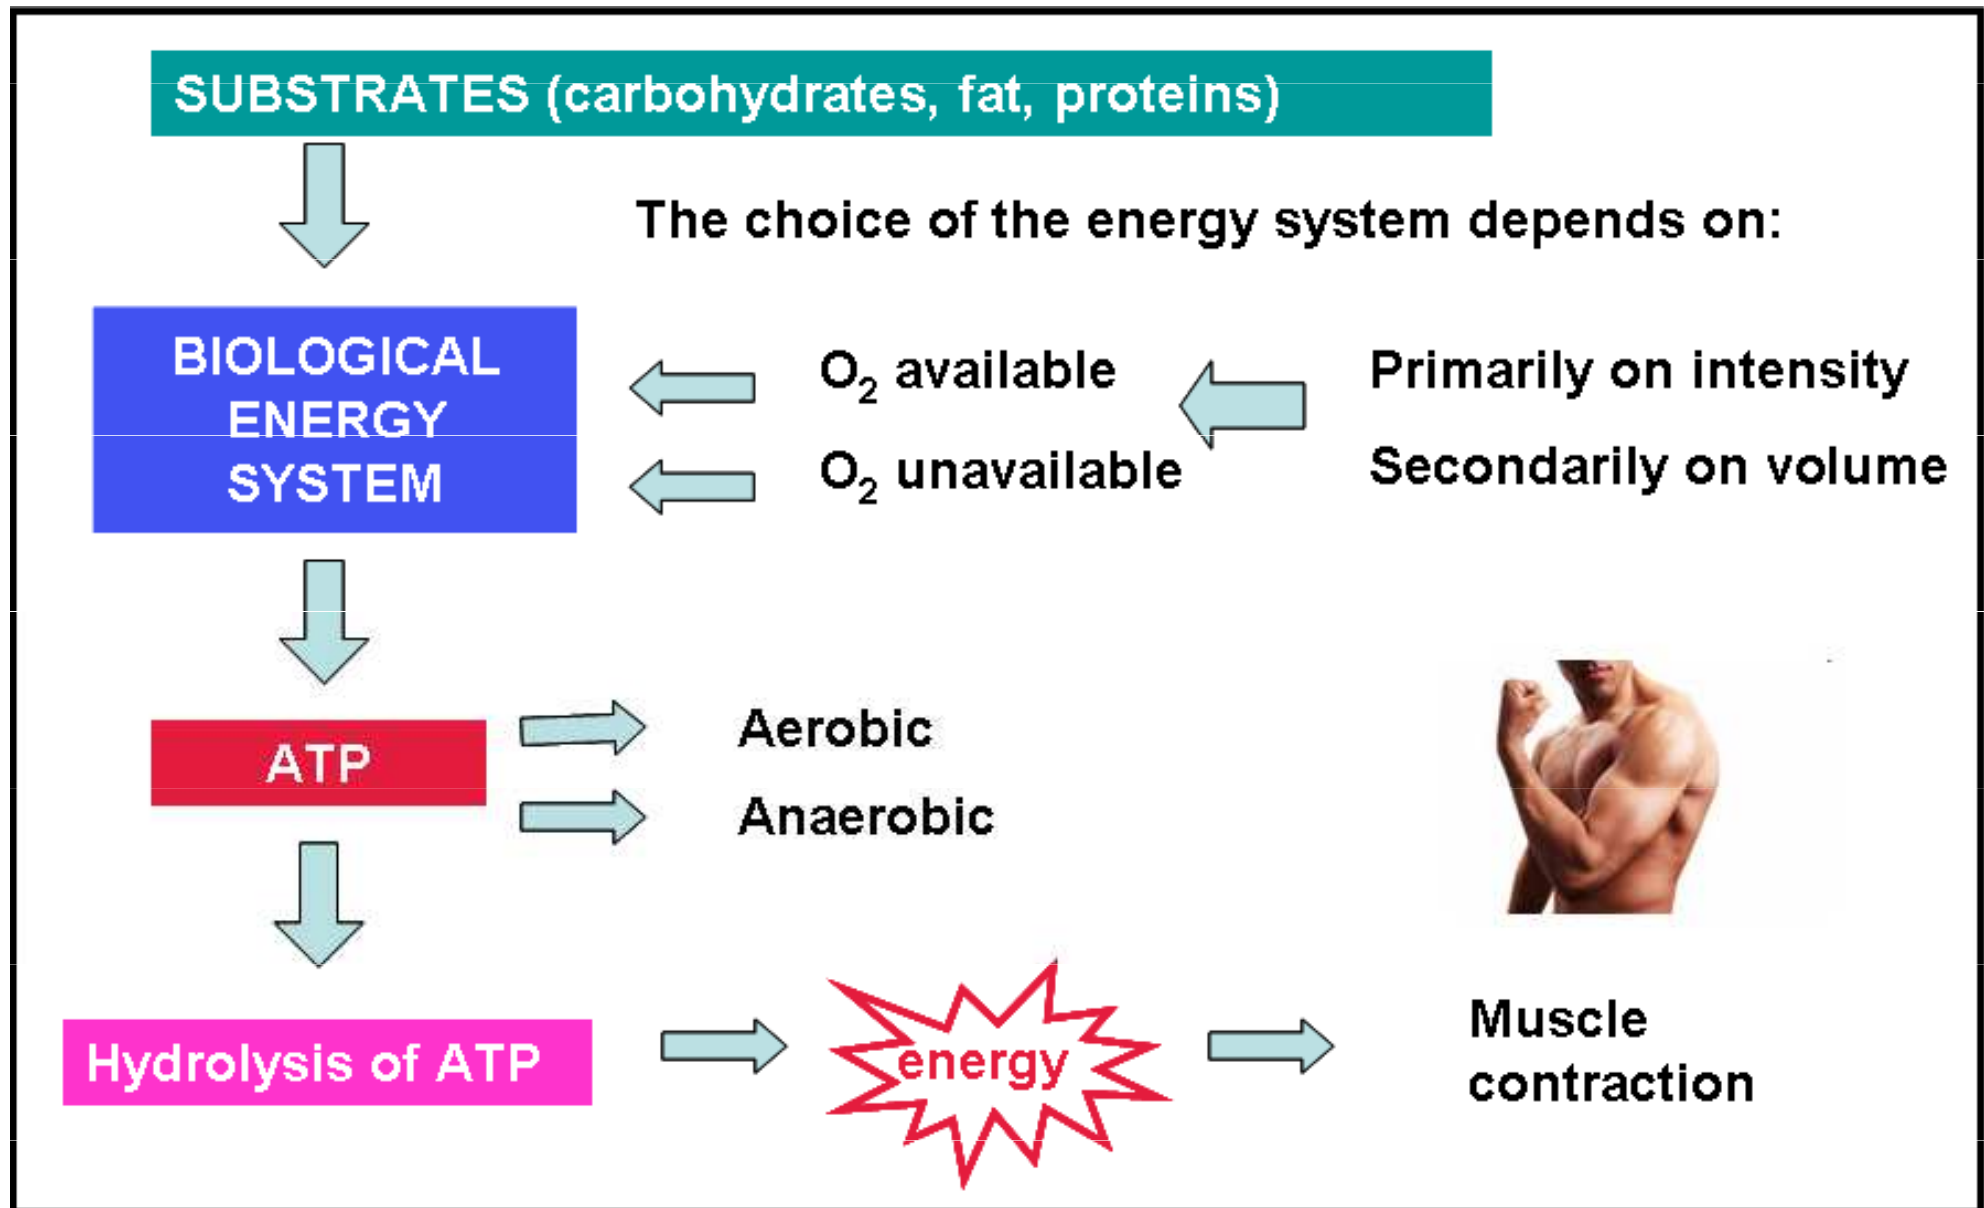 SUBSTRATES (carbohydrates, fat, proteins)
The choice of the energy system depends on:
BIOLOGICAL
ENERGY
SYSTEM
O₂ available
O₂ unavailable
Primarily on intensity
Secondarily on volume
ATP
Aerobic
Anaerobic
Hydrolysis of ATP
energy
Muscle
contraction